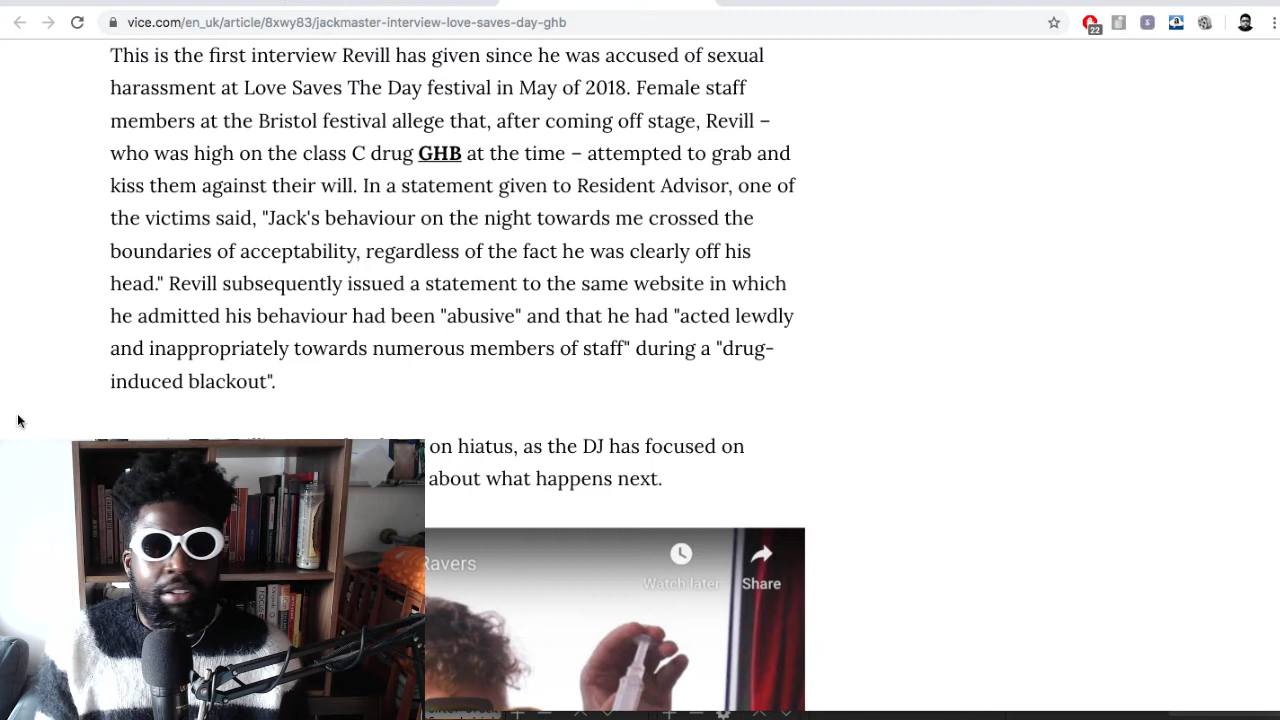 vice.com/en_uk/article/8xwy83/jackmaster-interview-love-saves-day-ghb
22
This is the first interview Revill has given since he was accused of sexual
harassment at Love Saves The Day festival in May of 2018. Female staff
members at the Bristol festival allege that, after coming off stage, Revill –
who was high on the class C drug GHB at the time – attempted to grab and
kiss them against their will. In a statement given to Resident Advisor, one of
the victims said, "Jack's behaviour on the night towards me crossed the
boundaries of acceptability, regardless of the fact he was clearly off his
head." Revill subsequently issued a statement to the same website in which
he admitted his behaviour had been "abusive" and that he had "acted lewdly
and inappropriately towards numerous members of staff" during a "drug-
induced blackout".
on hiatus, as the DJ has focused on
about what happens next.
Ravers
Watch later
Share